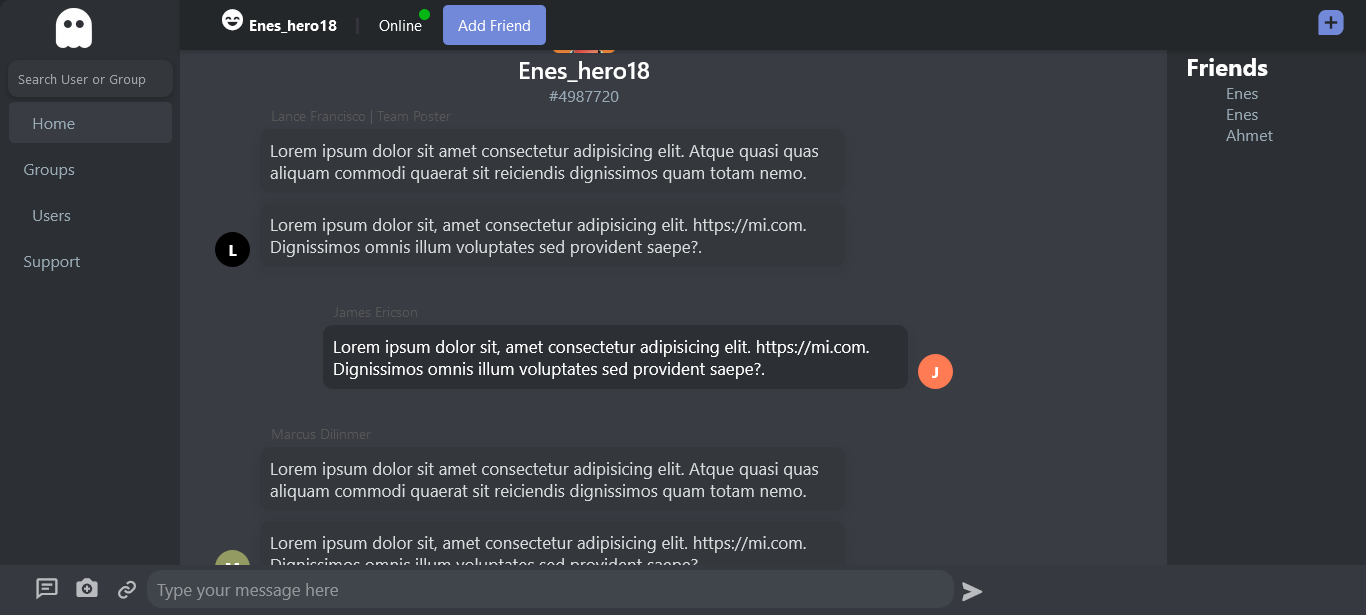 Enes_hero18 | Online Add Friend
Search User or Group
Home
Groups
Users
Support
Enes_hero18
#4987720
Lance Francisco | Team Poster
Lorem ipsum dolor sit amet consectetur adipisicing elit. Atque quasi quas
aliquam commodi quaerat sit reiciendis dignissimos quam totam nemo.
Lorem ipsum dolor sit, amet consectetur adipisicing elit. https://mi.com.
Dignissimos omnis illum voluptates sed provident saepe?.
L
James Ericson
Lorem ipsum dolor sit, amet consectetur adipisicing elit. https://mi.com.
Dignissimos omnis illum voluptates sed provident saepe?.
J
Marcus Dilinmer
Lorem ipsum dolor sit amet consectetur adipisicing elit. Atque quasi quas
aliquam commodi quaerat sit reiciendis dignissimos quam totam nemo.
Lorem ipsum dolor sit, amet consectetur adipisicing elit. https://mi.com.
Dignissimos omnis illum voluptates sed provident saepe?
Type your message here
Friends
Enes
Enes
Ahmet